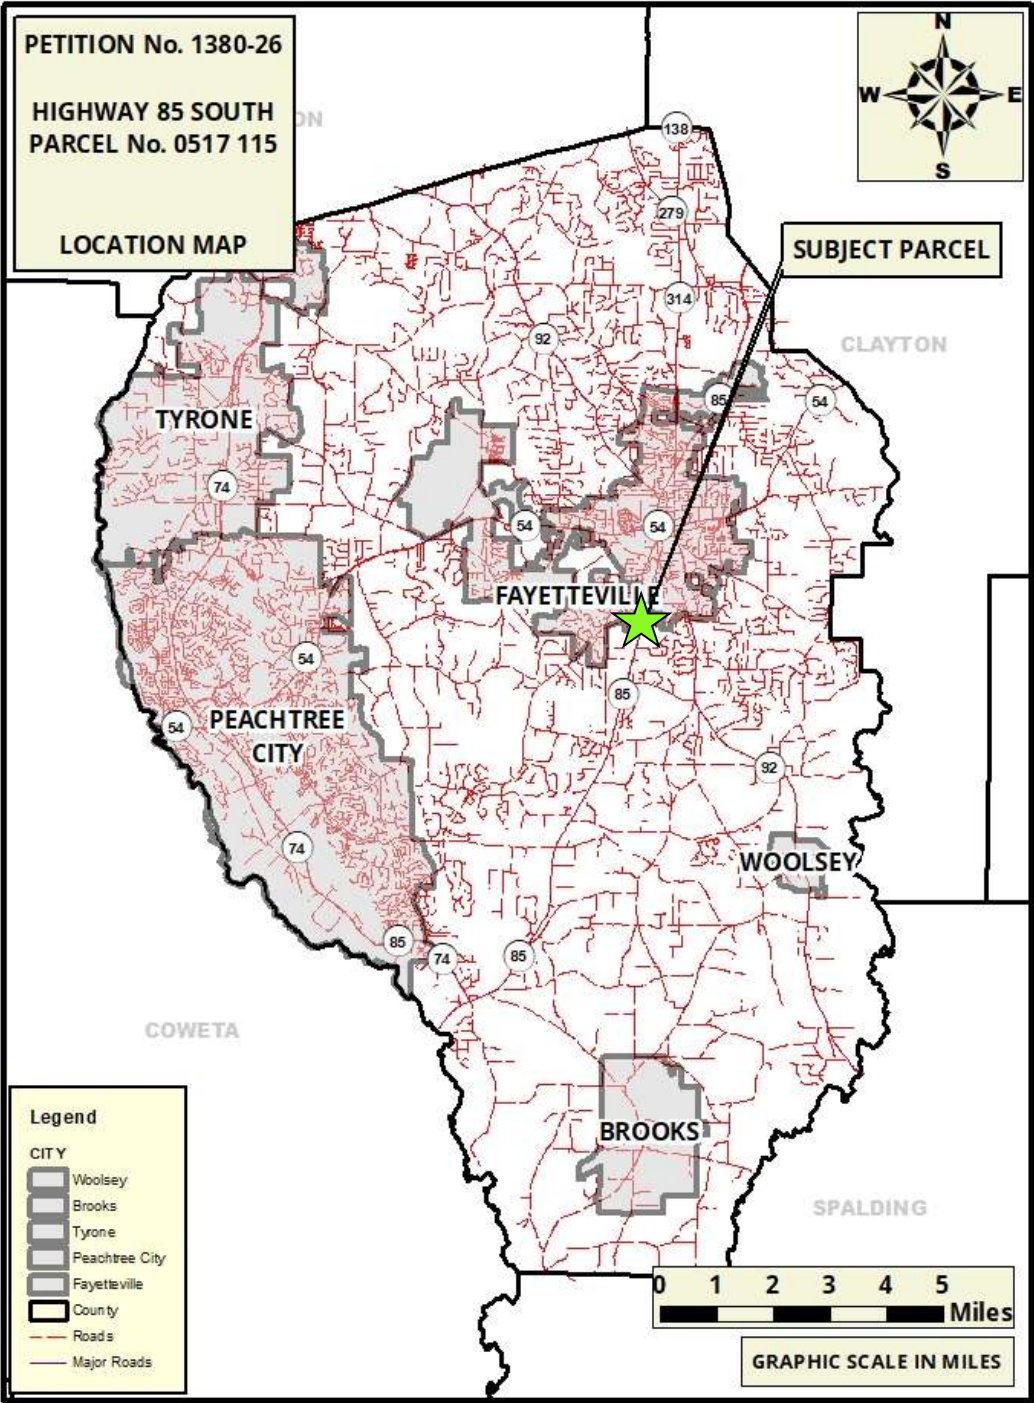 PETITION No. 1380-26
HIGHWAY 85 SOUTH
PARCEL No. 0517 115
LOCATION MAP
ON
N
W
E
S
138
279
SUBJECT PARCEL
314
92
CLAYTON
85
54
TYRONE
74
54
54
FAYETTEVILLE
54
85
54
PEACHTREE
CITY
92
74
WOOLSEY
85
74
85
COWETA
BROOKS
SPALDING
Legend
CITY
Woolsey
Brooks
Tyrone
Peachtree City
Fayetteville
County
Roads
Major Roads
0 1 2 3 4 5
Miles
GRAPHIC SCALE IN MILES